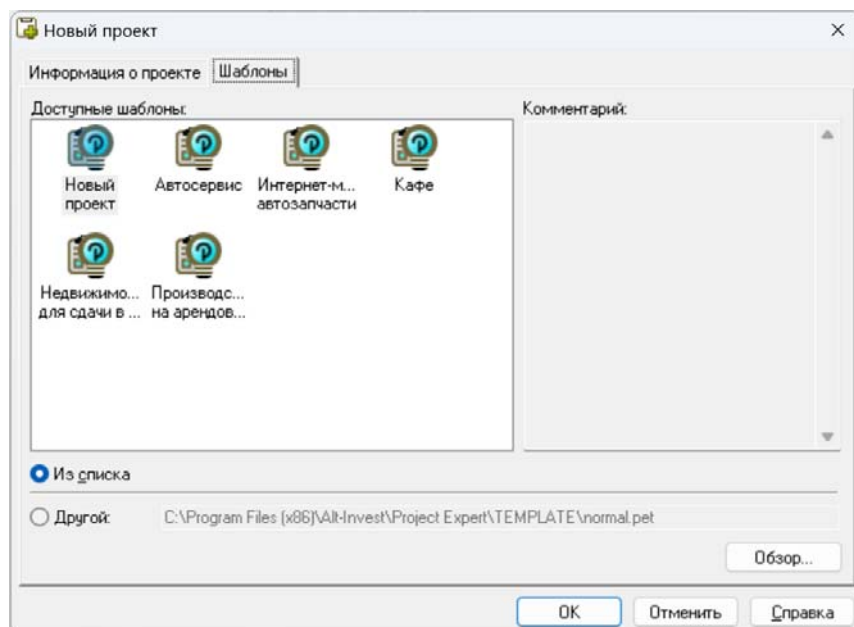 Новый проект
Информация о проекте
Шаблоны
Доступные шаблоны:
Комментарий:
Новый
проект
Автосервис
Интернет-м...
автозапчасти
Кафе
Недвижимо...
для сдачи в ...
Производс...
на арендов...
Из списка
Другой:
C:\Program Files (x86)\Alt-Invest\Project Expert\TEMPLATE\normal.pet
Обзор...
ОК
Отменить
Справка